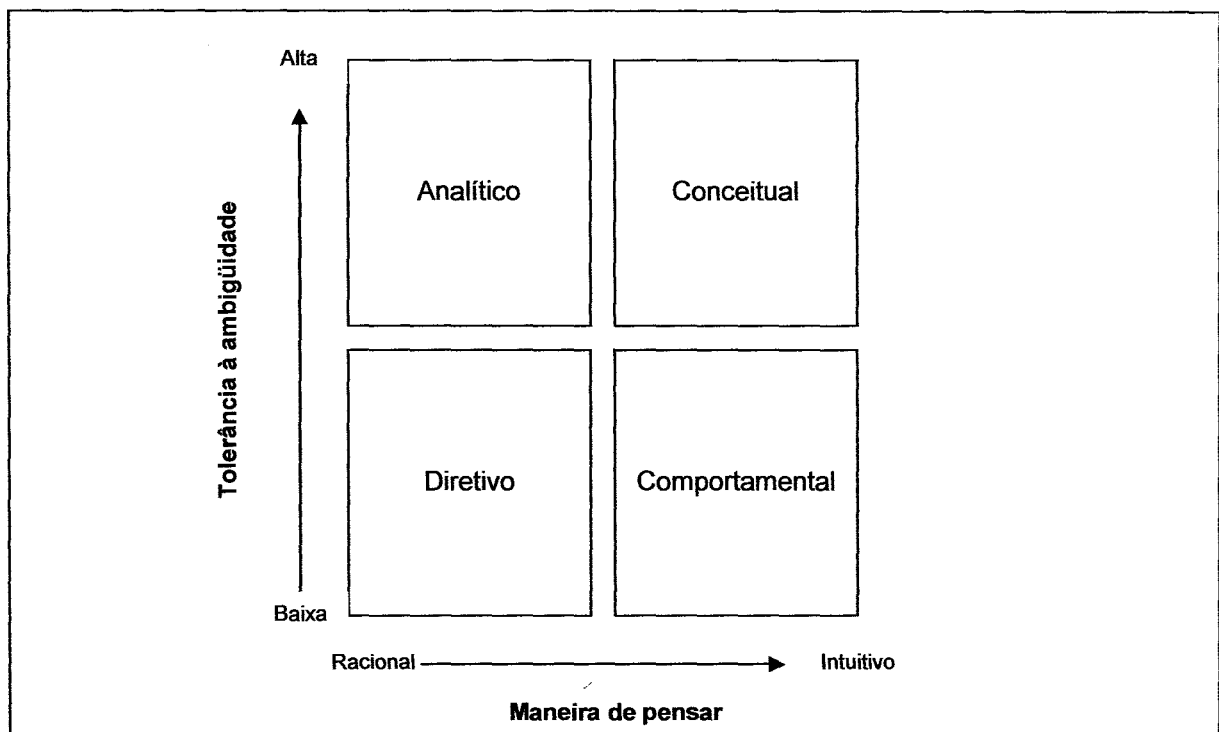 Alta
Analítico
Conceitual
Tolerância à ambigüidade
Diretivo
Comportamental
Baixa
Racional
Intuitivo
Maneira de pensar